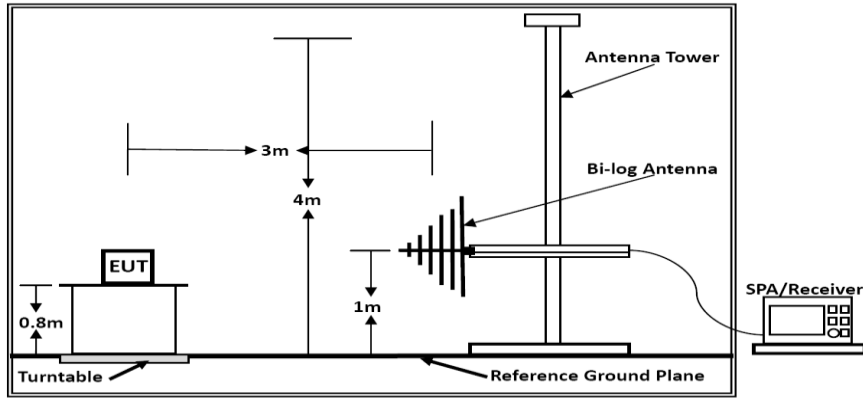 Antenna Tower
3m
Bi-log Antenna
4m
EUT
SPA/Receiver
1m
0.8m
Turntable
Reference Ground Plane